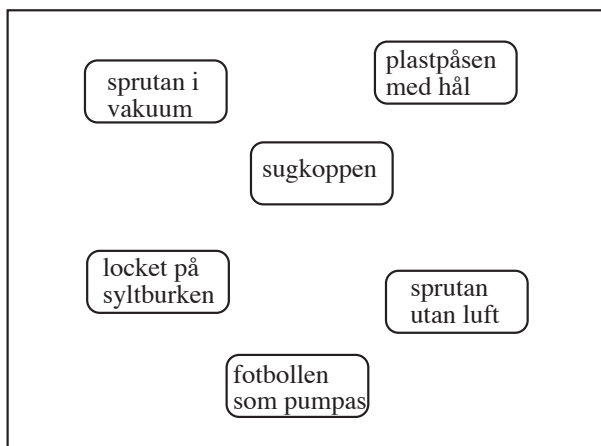 sprutan i
vakuum
plastpåsen
med hål
sugkoppen
locket på
syltburken
sprutan
utan luft
fotbollen
som pumpas